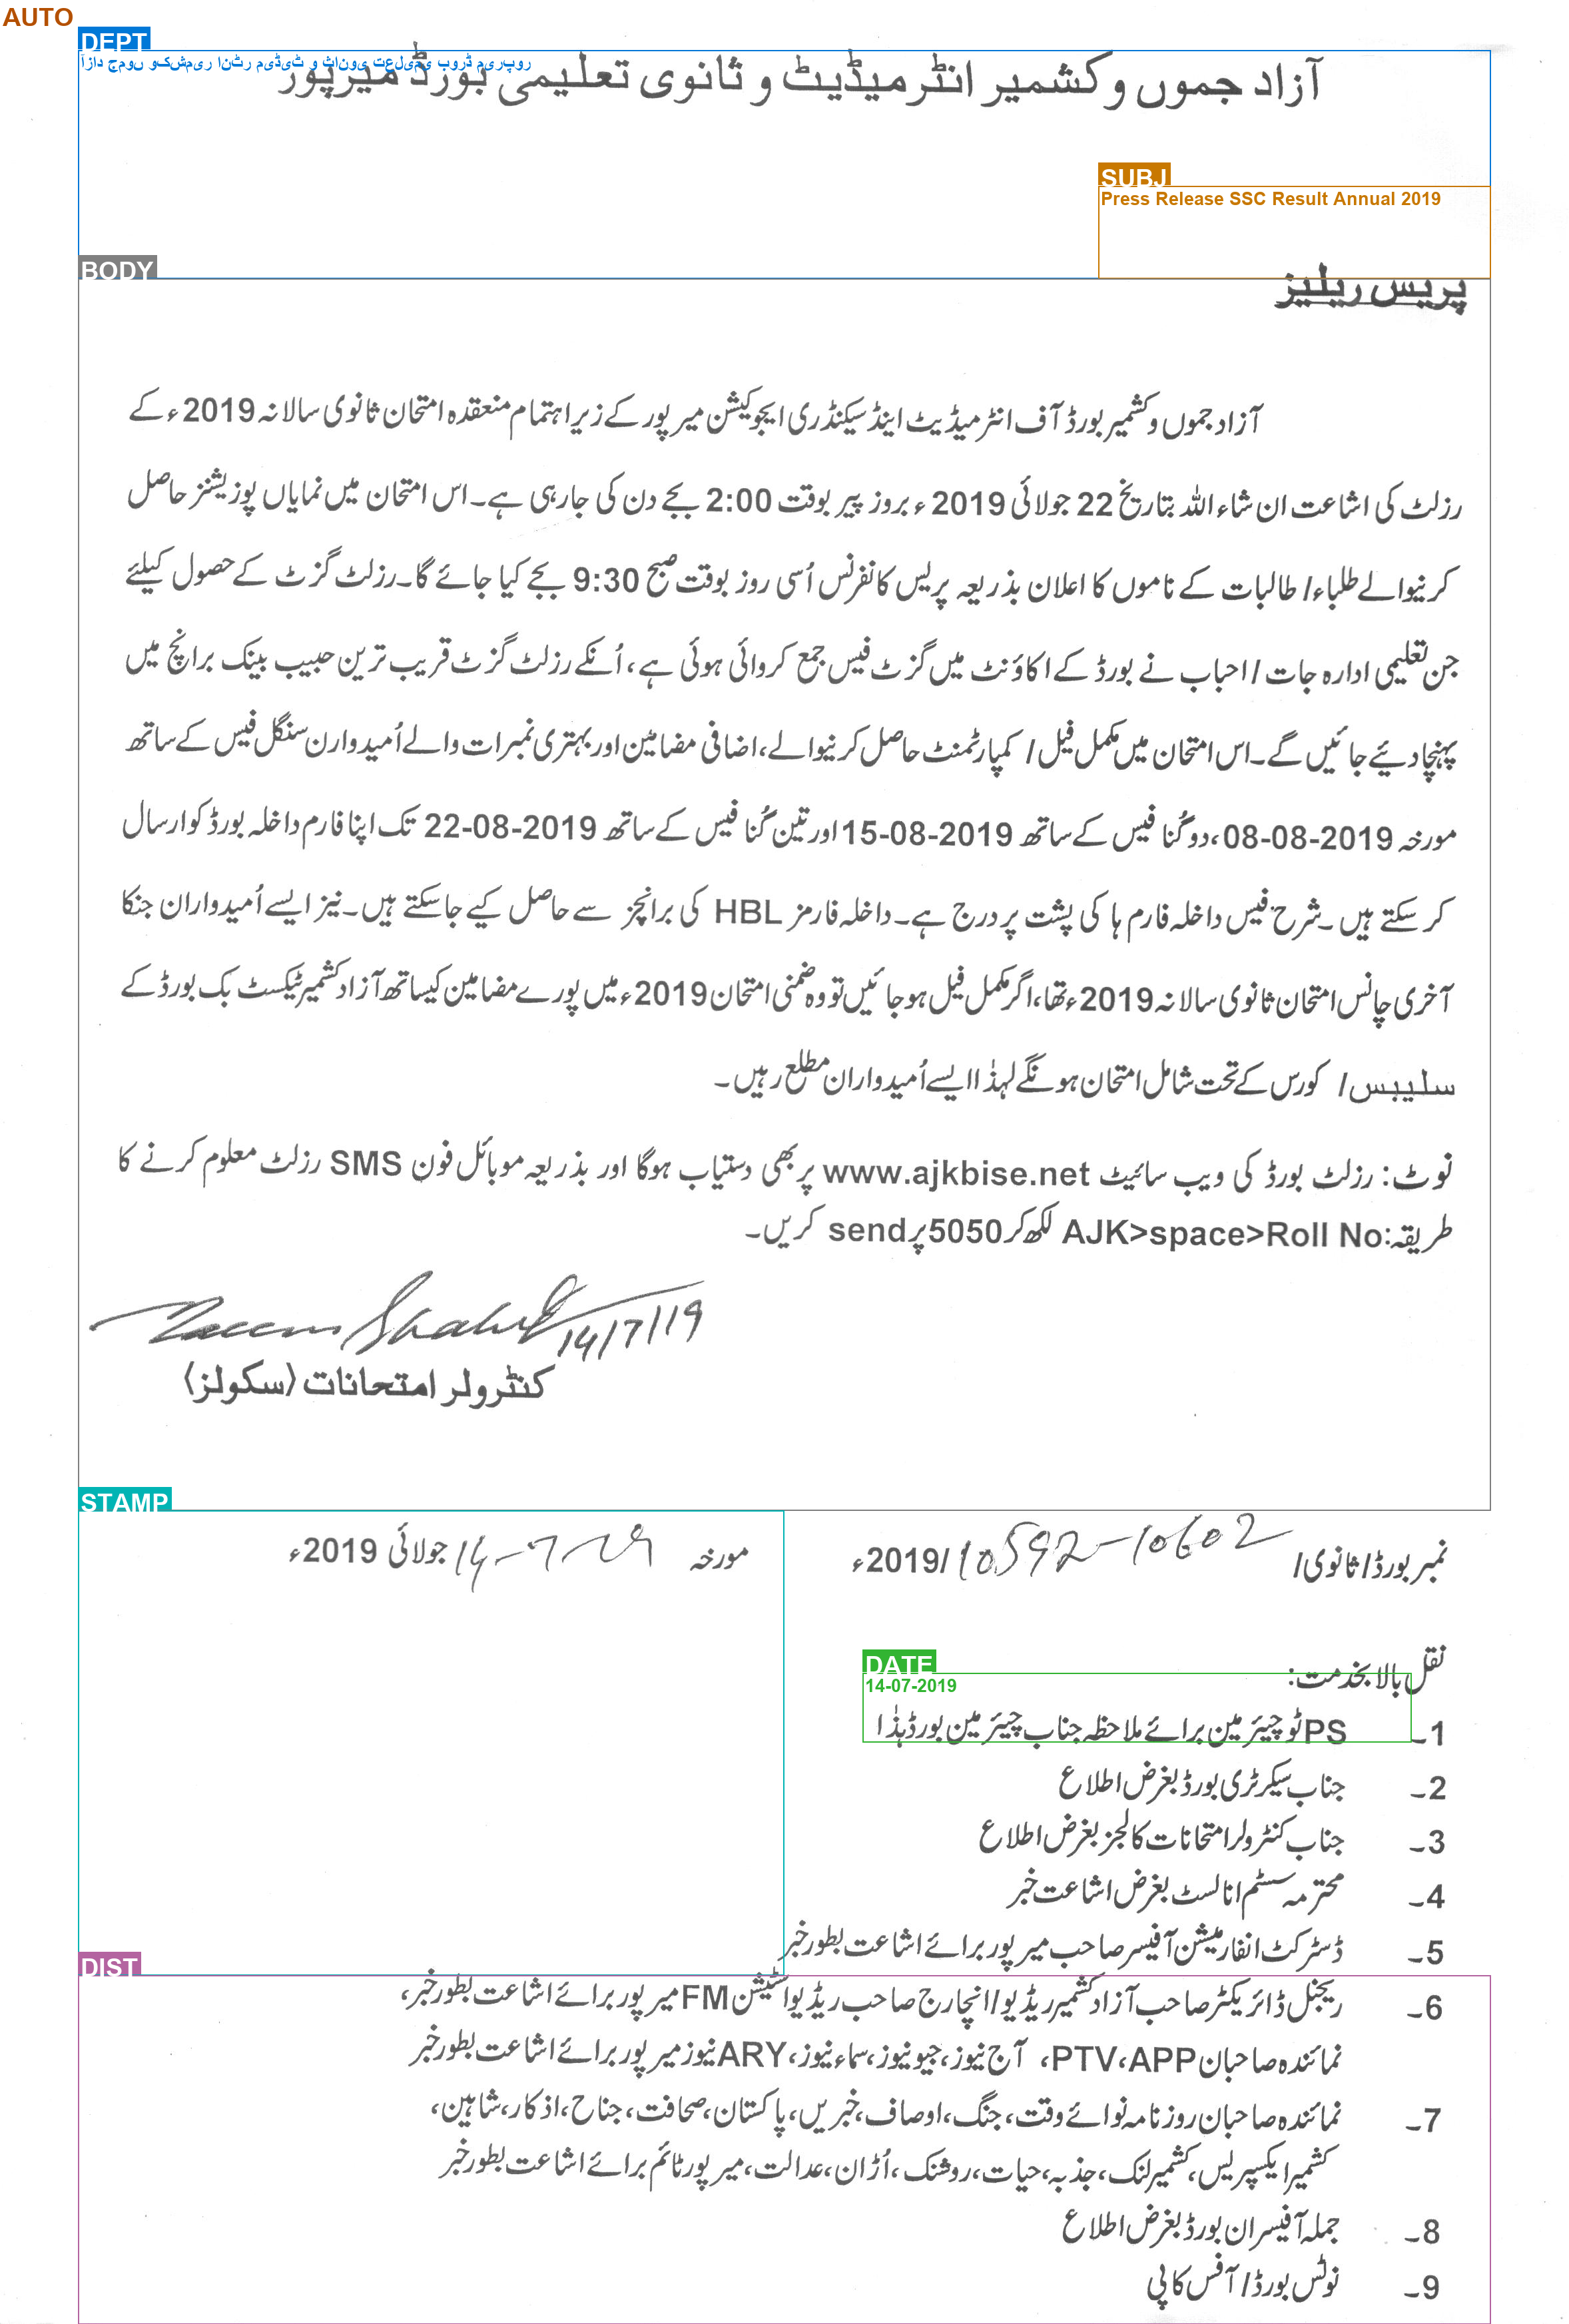 AUTO
DEPT
آزاد جموں وکشمیر انٹر میڈیٹ و ثانوی تعلیمی بورڈ میرپور
آزاد جموں وکشمیر انٹرمیڈیٹ و ثانوی تعلیمی بورڈ میرپور
SUBJ
Press Release SSC Result Annual 2019
BODY
پریس ریلیز
آزاد جموں وکشمیر بورڈ آف انٹرمیڈیٹ اینڈ سیکنڈری ایجوکیشن میرپور کے زیر اہتمام منعقدہ امتحان ثانوی سالانہ 2019ء کے
رزلٹ کی اشاعت ان شاء اللہ بتاریخ 22 جولائی 2019ء بروز پیر بوقت 2:00 بجے دن کی جارہی ہے۔ اس امتحان میں نمایاں پوزیشنز حاصل
کرنیوالے طلباء/ طالبات کے ناموں کا اعلان بذریعہ پریس کانفرنس اُسی روز بوقت صبح 9:30 بجے کیا جائے گا۔ رزلٹ گزٹ کے حصول کیلئے
جن تعلیمی ادارہ جات / احباب نے بورڈ کے اکاؤنٹ میں گزٹ فیس جمع کروائی ہوئی ہے، اُنکے رزلٹ گزٹ قریب ترین حبیب بینک برانچ میں
پہنچا دیئے جائیں گے۔ اس امتحان میں مکمل فیل / کمپارٹمنٹ حاصل کرنیوالے، اضافی مضامین اور بہتری نمبرات والے اُمیدوارن سنگل فیس کے ساتھ
مورخہ 08-08-2019، دو گنا فیس کے ساتھ 15-08-2019 اور تین گنا فیس کے ساتھ 22-08-2019 تک اپنا فارم داخلہ بورڈ کو ارسال
کر سکتے ہیں ۔ شرح فیس داخلہ فارم ہا کی پشت پر درج ہے۔ داخلہ فارمز HBL کی برانچز سے حاصل کیے جاسکتے ہیں۔ نیز ایسے اُمیدواران جنکا
آخری چانس امتحان ثانوی سالانہ 2019ء تھا، اگر مکمل فیل ہوجائیں تو وہ ضمنی امتحان 2019ء میں پورے مضامین کیساتھ آزاد کشمیر ٹیکسٹ بک بورڈ کے
سلیبس/ کورس کے تحت شامل امتحان ہونگے لہذٰا ایسے اُمیدواران مطلع رہیں۔
نوٹ: رزلٹ بورڈ کی ویب سائیٹ www.ajkbise.net پر بھی دستیاب ہوگا اور بذریعہ موبائل فون SMS رزلٹ معلوم کرنے کا
طریقہ: AJK>space>Roll No لکھ کر 5050 پر send کریں۔
Naeem Shahid 14/7/19
کنٹرولر امتحانات (سکولز)
STAMP
نمبر بورڈ/ ثانوی/ 10592-10602 /2019ء
مورخہ 14-7-2019 جولائی 2019ء
نقل بالا بخدمت:
DATE
14-07-2019
1۔ PS ٹو چیئرمین برائے ملاحظہ جناب چیئرمین بورڈ ہذٰا
2۔ جناب سیکرٹری بورڈ بغرض اطلاع
3۔ جناب کنٹرولر امتحانات کالجز بغرض اطلاع
4۔ محترمہ سسٹم انالسٹ بغرض اشاعت خبر
5۔ ڈسٹرکٹ انفارمیشن آفیسر صاحب میرپور برائے اشاعت بطور خبر
DIST
6۔ ریجنل ڈائریکٹر صاحب آزاد کشمیر ریڈیو/ انچارج صاحب ریڈیو اسٹیشن FM میرپور برائے اشاعت بطور خبر،
نمائندہ صاحبان PTV،APP، آج نیوز، جیو نیوز، سماء نیوز، ARY نیوز میرپور برائے اشاعت بطور خبر
7۔ نمائندہ صاحبان روزنامہ نوائے وقت، جنگ، اوصاف، خبریں، پاکستان، صحافت، جناح، اذکار، شاہین،
کشمیر ایکسپریس، کشمیر لنک، جذبہ، حیات، روشنک، اُڑان، عدالت، میرپور ٹائم برائے اشاعت بطور خبر
8۔ جملہ آفیسران بورڈ بغرض اطلاع
9۔ نوٹس بورڈ / آفس کاپی